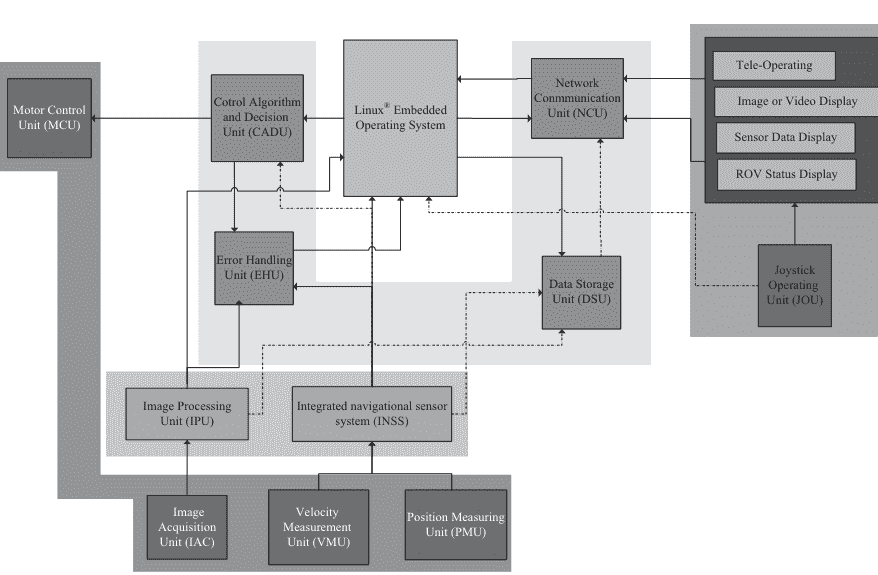 Motor Control
Unit (MCU)
Cotrol Algorithm
and Decision
Unit (CADU)
Linux® Embedded
Operating System
Network
Conmmunication
Unit (NCU)
Tele-Operating
Image or Video Display
Sensor Data Display
ROV Status Display
Error Handling
Unit (EHU)
Data Storage
Unit (DSU)
Joystick
Operating
Unit (JOU)
Image Processing
Unit (IPU)
Integrated navigational sensor
system (INSS)
Image
Acquisition
Unit (IAC)
Velocity
Measurement
Unit (VMU)
Position Measuring
Unit (PMU)